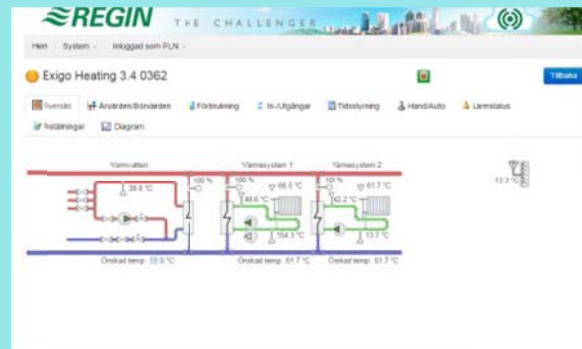 REGIN THE CHALLENGER
Hem System Inloggad som PLN
Exigo Heating 3.4 0362 Tillbaka
Översikt Ärvärden/Börvärden Förbrukning In-/Utgångar Tidsstyrning Hand/Auto Larmstatus
Inställningar Diagram
Varmvatten Värmesystem 1 Värmesystem 2
100 % 100 % 101 %
38.8 °C -66.5 °C -61.7 °C -13.3 °C
48.6 °C 42.2 °C
154.3 °C 13.7 °C
Önskad temp: 55.0 °C Önskad temp: 61.7 °C Önskad temp: 61.7 °C